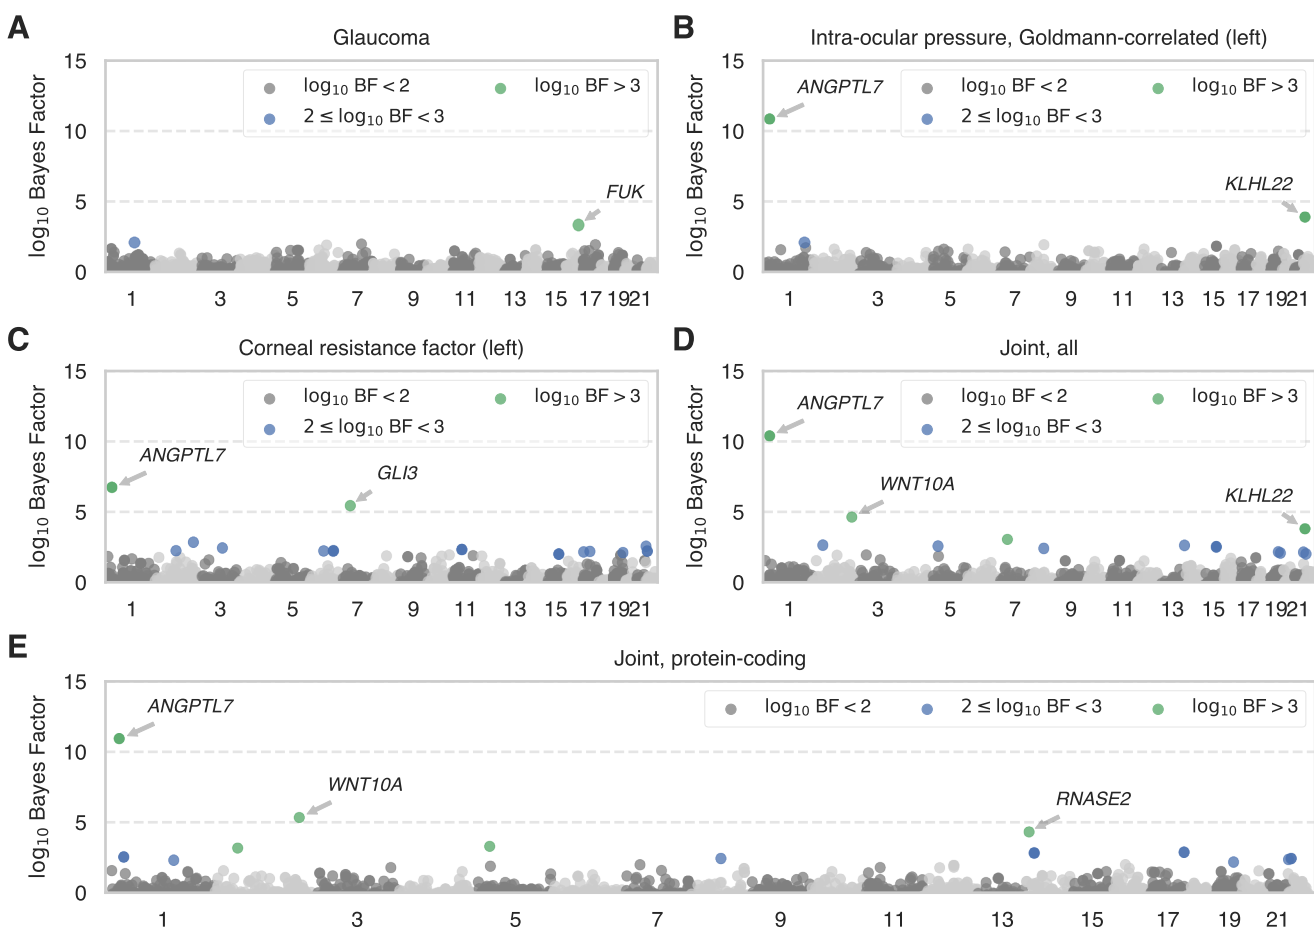 A
Glaucoma
log₁₀ Bayes Factor
15
10
5
0
log₁₀ BF < 2
log₁₀ BF > 3
2 ≤ log₁₀ BF < 3
FUK
1 3 5 7 9 11 13 15 17 19 21
B
Intra-ocular pressure, Goldmann-correlated (left)
log₁₀ Bayes Factor
15
10
5
0
ANGPTL7
log₁₀ BF < 2
log₁₀ BF > 3
2 ≤ log₁₀ BF < 3
KLHL22
1 3 5 7 9 11 13 15 17 19 21
C
Corneal resistance factor (left)
log₁₀ Bayes Factor
15
10
5
0
log₁₀ BF < 2
log₁₀ BF > 3
2 ≤ log₁₀ BF < 3
ANGPTL7
GLI3
1 3 5 7 9 11 13 15 17 19 21
D
Joint, all
log₁₀ Bayes Factor
15
10
5
0
ANGPTL7
log₁₀ BF < 2
log₁₀ BF > 3
2 ≤ log₁₀ BF < 3
WNT10A
KLHL22
1 3 5 7 9 11 13 15 17 19 21
E
Joint, protein-coding
log₁₀ Bayes Factor
15
10
5
0
ANGPTL7
log₁₀ BF < 2
2 ≤ log₁₀ BF < 3
log₁₀ BF > 3
WNT10A
RNASE2
1 3 5 7 9 11 13 15 17 19 21